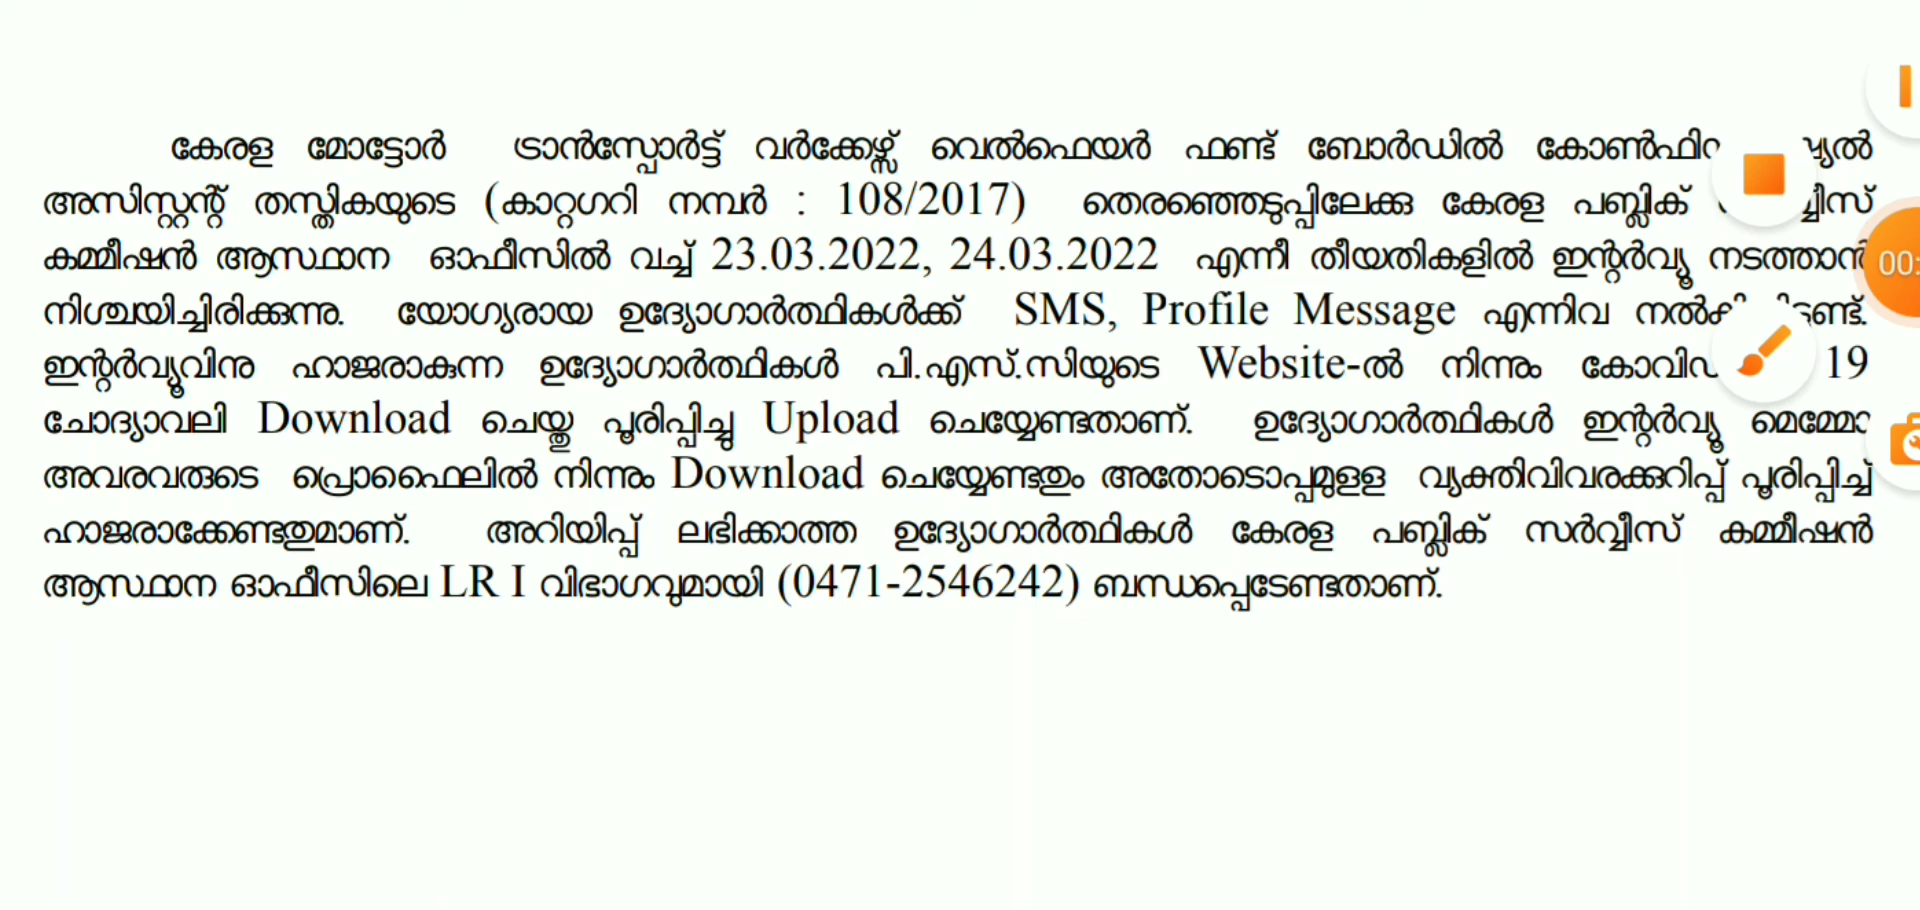 കേരള മോട്ടോർ ട്രാൻസ്പോർട്ട് വർക്കേഴ്സ് വെൽഫെയർ ഫണ്ട് ബോർഡിൽ
അസിസ്റ്റന്റ് തസ്തികയുടെ (കാറ്റഗറി നമ്പർ : 108/2017) തെരഞ്ഞെടുപ്പിലേക്കു കേരള പബ്ലിക്
കമ്മീഷൻ ആസ്ഥാന ഓഫീസിൽ വച്ച് 23.03.2022, 24.03.2022 എന്നീ തീയതികളിൽ ഇന്റർവ്യൂ നടത്താൻ
നിശ്ചയിച്ചിരിക്കുന്നു. യോഗ്യരായ ഉദ്യോഗാർത്ഥികൾക്ക് SMS, Profile Message എന്നിവ
ഇന്റർവ്യൂവിനു ഹാജരാകുന്ന ഉദ്യോഗാർത്ഥികൾ പി.എസ്.സിയുടെ Website-ൽ നിന്നും 19
ചോദ്യാവലി Download ചെയ്തു പൂരിപ്പിച്ചു Upload ചെയ്യേണ്ടതാണ്. ഉദ്യോഗാർത്ഥികൾ ഇന്റർവ്യൂ മെമ്മോ
അവരവരുടെ പ്രൊഫൈലിൽ നിന്നും Download ചെയ്യേണ്ടതും അതോടൊപ്പമുളള വ്യക്തിവിവരക്കുറിപ്പ് പൂരിപ്പിച്ച്
ഹാജരാക്കേണ്ടതുമാണ്. അറിയിപ്പ് ലഭിക്കാത്ത ഉദ്യോഗാർത്ഥികൾ കേരള പബ്ലിക് സർവ്വീസ് കമ്മീഷൻ
ആസ്ഥാന ഓഫീസിലെ LR I വിഭാഗവുമായി (0471-2546242) ബന്ധപ്പെടേണ്ടതാണ്.